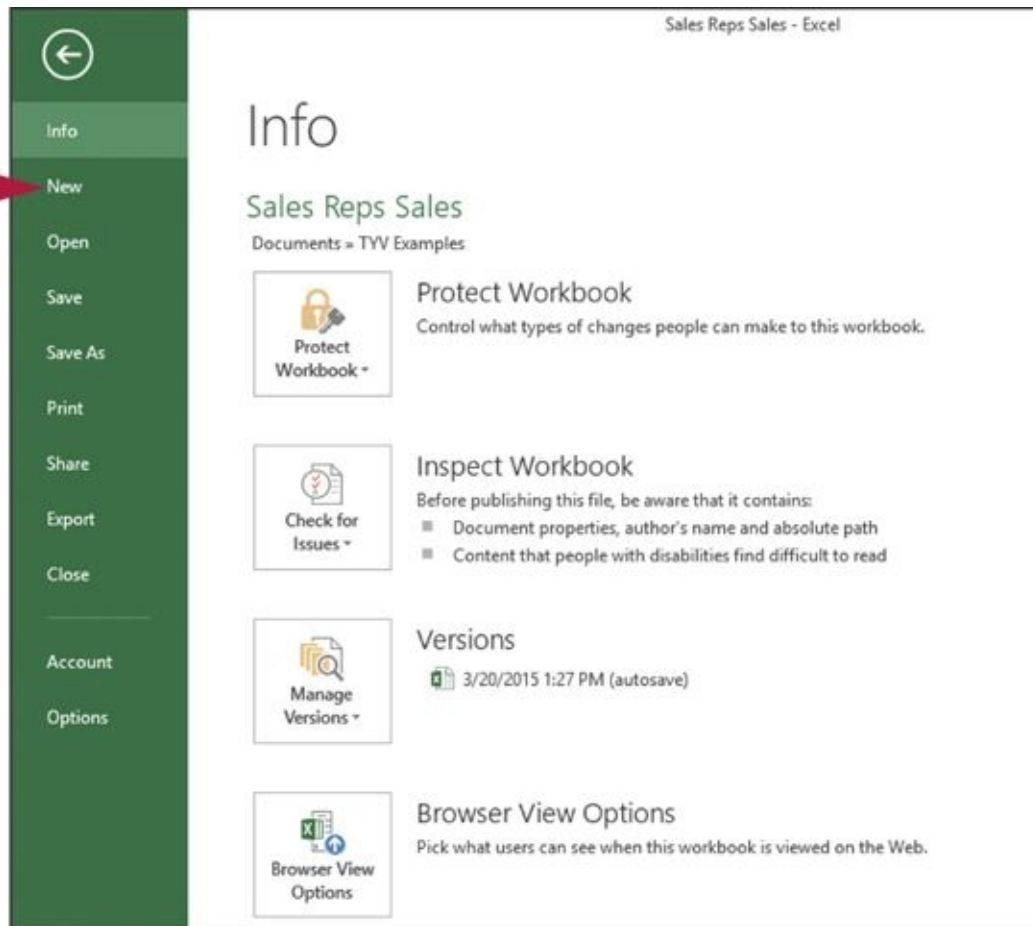 Sales Reps Sales - Excel
Info
New
Open
Save
Save As
Print
Share
Export
Close
Account
Options
Info
Sales Reps Sales
Documents » TYV Examples
Protect
Workbook
Protect Workbook
Control what types of changes people can make to this workbook.
Check for
Issues
Inspect Workbook
Before publishing this file, be aware that it contains:
Document properties, author's name and absolute path
Content that people with disabilities find difficult to read
Manage
Versions
Versions
3/20/2015 1:27 PM (autosave)
Browser View
Options
Browser View Options
Pick what users can see when this workbook is viewed on the Web.